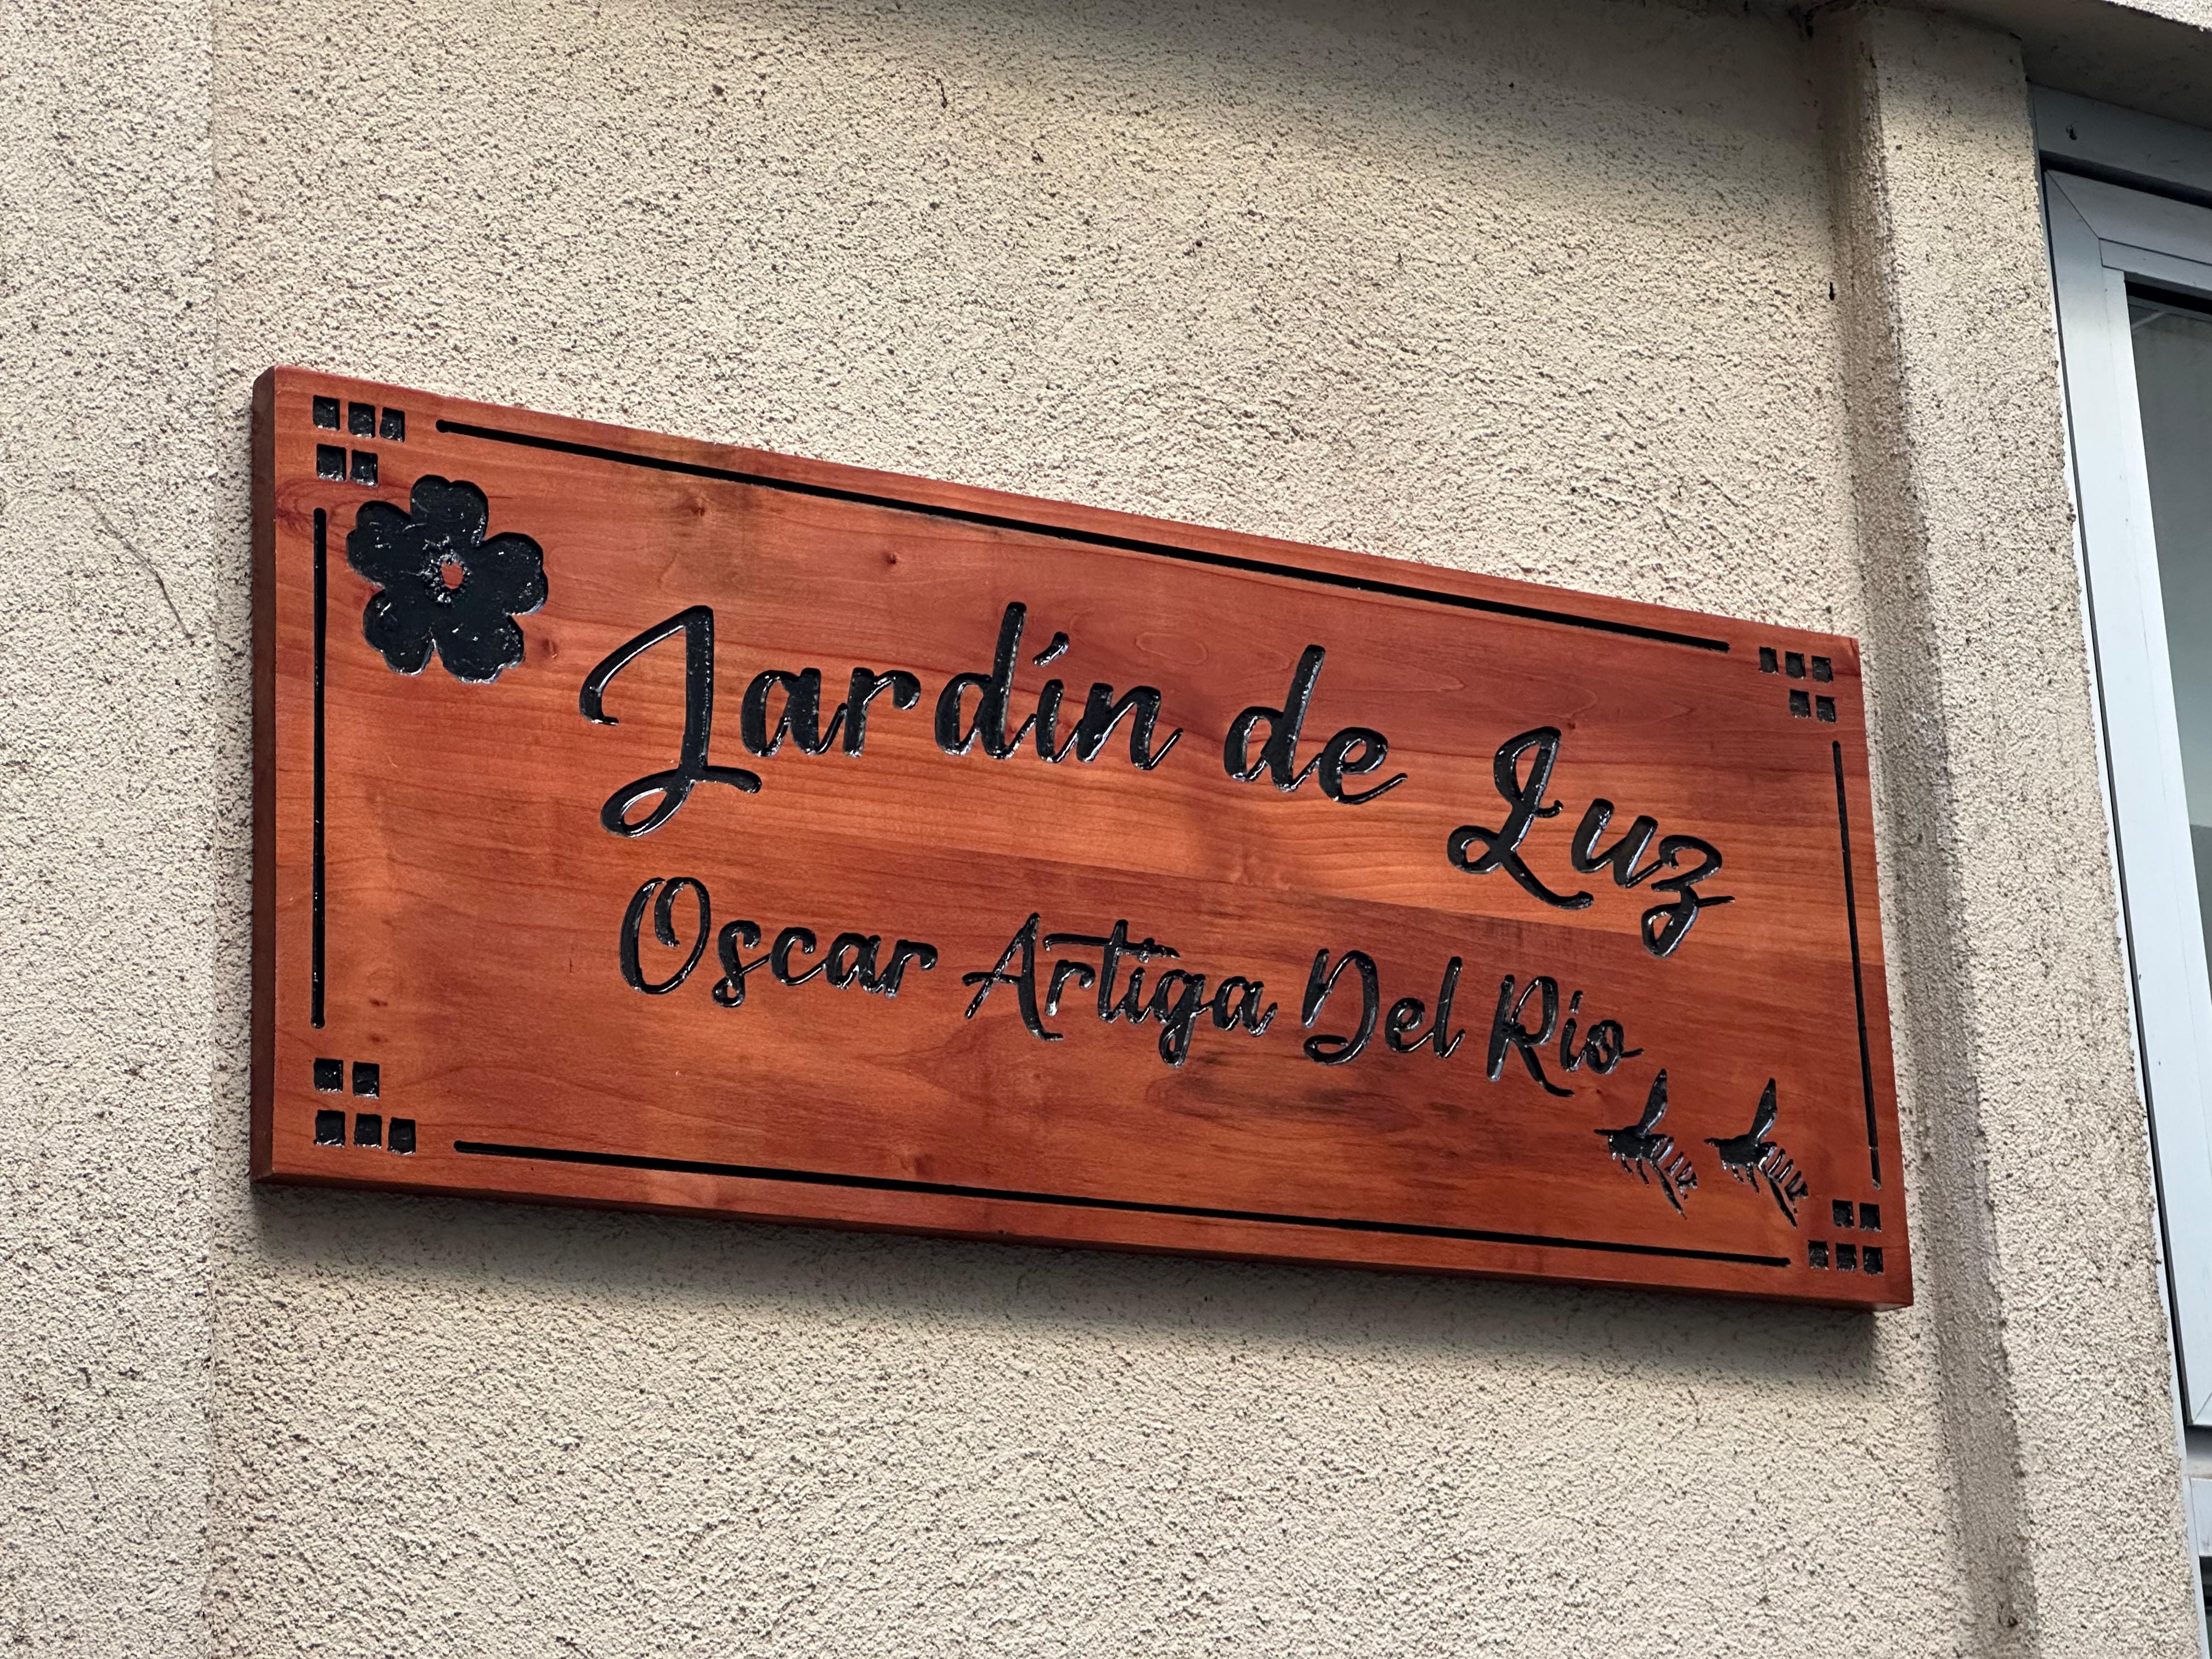 Jardín de Luz
Oscar Artiga Del Rio